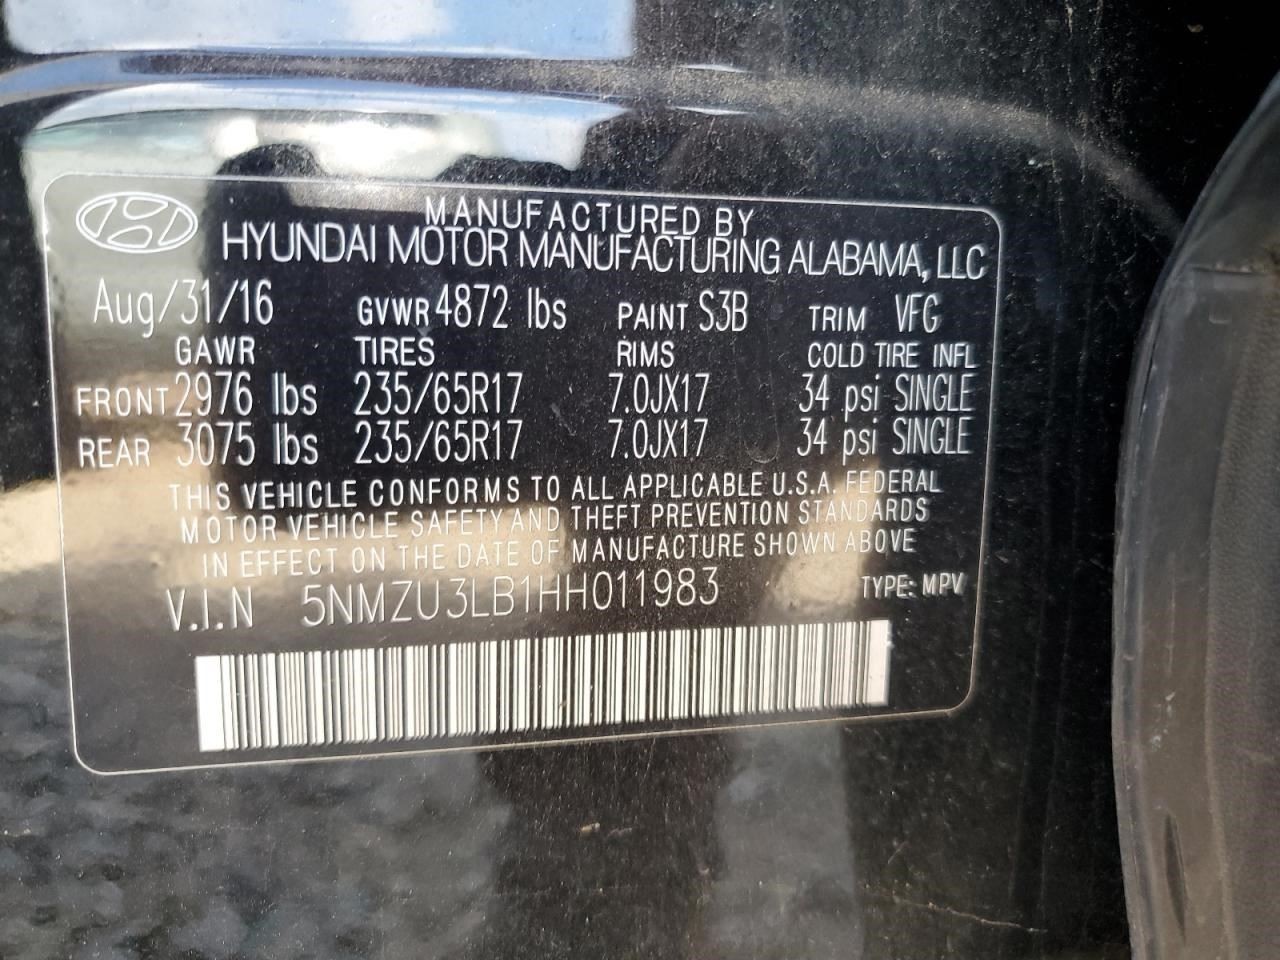 MANUFACTURED BY
HYUNDAI MOTOR MANUFACTURING ALABAMA, LLC
Aug/31/16 GVWR 4872 lbs PAINT S3B TRIM VFG
GAWR TIRES RIMS COLD TIRE INFL
FRONT 2976 lbs 235/65R17 7.0JX17 34 psi SINGLE
REAR 3075 lbs 235/65R17 7.0JX17 34 psi SINGLE
THIS VEHICLE CONFORMS TO ALL APPLICABLE U.S.A. FEDERAL
MOTOR VEHICLE SAFETY AND THEFT PREVENTION STANDARDS
IN EFFECT ON THE DATE OF MANUFACTURE SHOWN ABOVE
V.I.N 5NMZU3LB1HH011983 TYPE: MPV